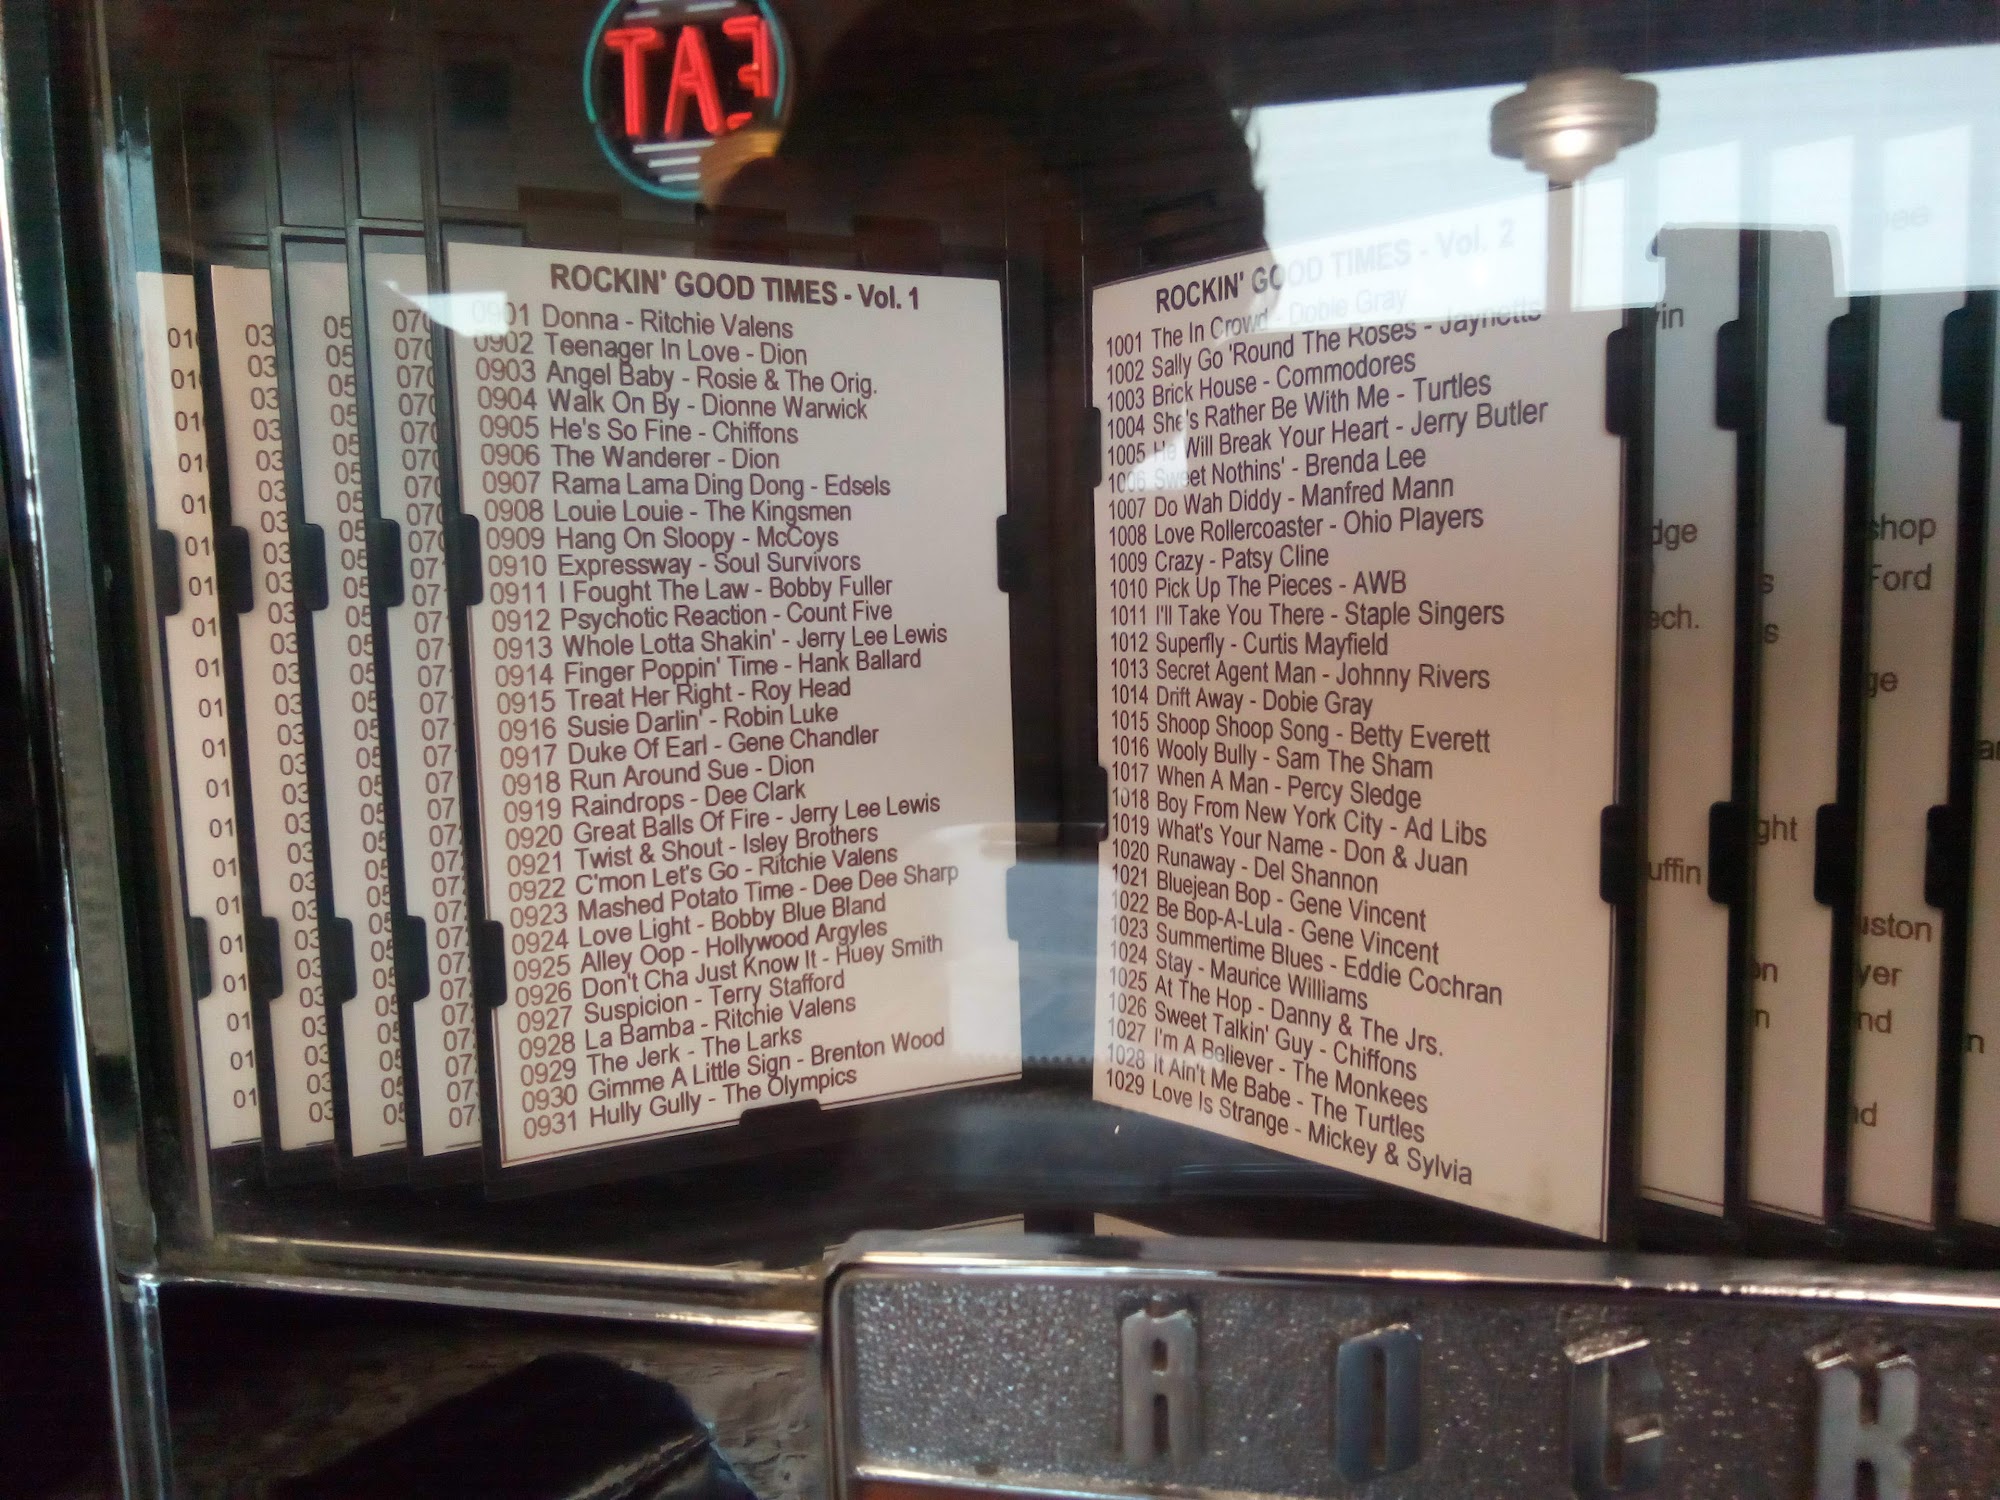 EAT
ROCKIN' GOOD TIMES - Vol. 1
0901 Donna - Ritchie Valens
0902 Teenager In Love - Dion
0903 Angel Baby - Rosie & The Orig.
0904 Walk On By - Dionne Warwick
0905 He's So Fine - Chiffons
0906 The Wanderer - Dion
0907 Rama Lama Ding Dong - Edsels
0908 Louie Louie - The Kingsmen
0909 Hang On Sloopy - McCoys
0910 Expressway - Soul Survivors
0911 I Fought The Law - Bobby Fuller
0912 Psychotic Reaction - Count Five
0913 Whole Lotta Shakin' - Jerry Lee Lewis
0914 Finger Poppin' Time - Hank Ballard
0915 Treat Her Right - Roy Head
0916 Susie Darlin' - Robin Luke
0917 Duke Of Earl - Gene Chandler
0918 Run Around Sue - Dion
0919 Raindrops - Dee Clark
0920 Great Balls Of Fire - Jerry Lee Lewis
0921 Twist & Shout - Isley Brothers
0922 C'mon Let's Go - Ritchie Valens
0923 Mashed Potato Time - Dee Dee Sharp
0924 Love Light - Bobby Blue Bland
0925 Alley Oop - Hollywood Argyles
0926 Don't Cha Just Know It - Huey Smith
0927 Suspicion - Terry Stafford
0928 La Bamba - Ritchie Valens
0929 The Jerk - The Larks
0930 Gimme A Little Sign - Brenton Wood
0931 Hully Gully - The Olympics
ROCKIN' GOOD TIMES - Vol. 2
1001 The In Crowd - Dobie Gray
1002 Sally Go 'Round The Roses - Jaynetts
1003 Brick House - Commodores
1004 She's Rather Be With Me - Turtles
1005 He Will Break Your Heart - Jerry Butler
1006 Sweet Nothins' - Brenda Lee
1007 Do Wah Diddy - Manfred Mann
1008 Love Rollercoaster - Ohio Players
1009 Crazy - Patsy Cline
1010 Pick Up The Pieces - AWB
1011 I'll Take You There - Staple Singers
1012 Superfly - Curtis Mayfield
1013 Secret Agent Man - Johnny Rivers
1014 Drift Away - Dobie Gray
1015 Shoop Shoop Song - Betty Everett
1016 Wooly Bully - Sam The Sham
1017 When A Man - Percy Sledge
1018 Boy From New York City - Ad Libs
1019 What's Your Name - Don & Juan
1020 Runaway - Del Shannon
1021 Bluejean Bop - Gene Vincent
1022 Be Bop-A-Lula - Gene Vincent
1023 Summertime Blues - Eddie Cochran
1024 Stay - Maurice Williams
1025 At The Hop - Danny & The Jrs.
1026 Sweet Talkin' Guy - Chiffons
1027 I'm A Believer - The Monkees
1028 It Ain't Me Babe - The Turtles
1029 Love Is Strange - Mickey & Sylvia
ROCK